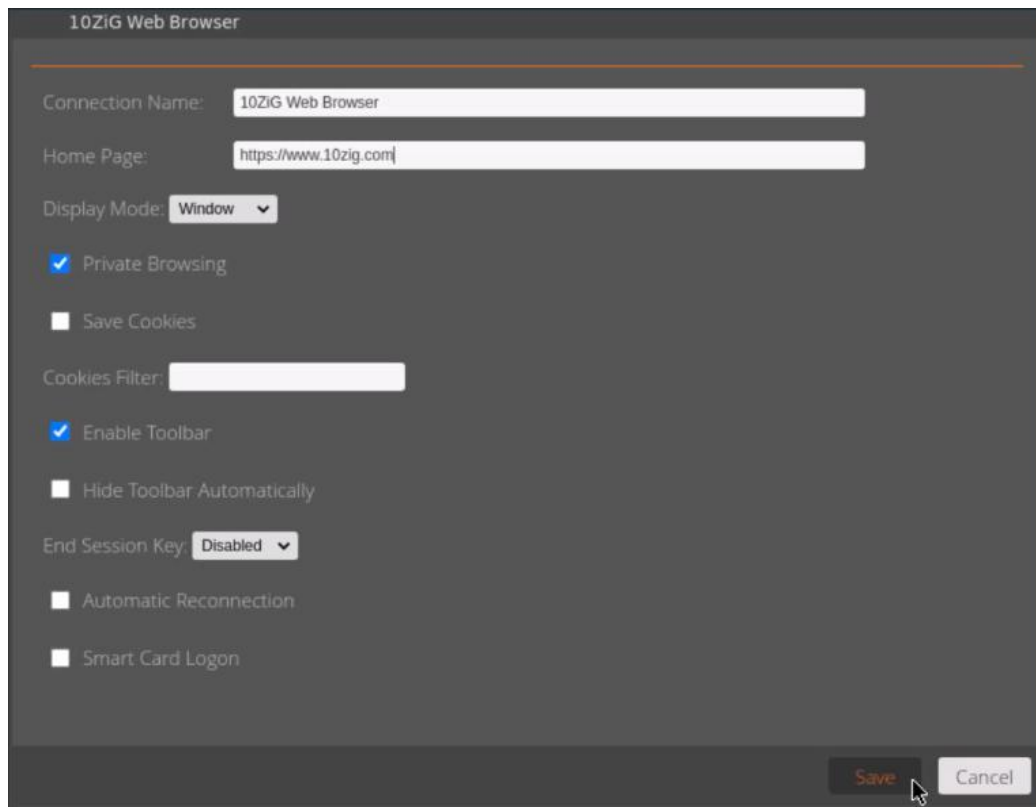 10ZiG Web Browser
Connection Name: 10ZiG Web Browser
Home Page: https://www.10zig.com
Display Mode: Window
Private Browsing
Save Cookies
Cookies Filter:
Enable Toolbar
Hide Toolbar Automatically
End Session Key: Disabled
Automatic Reconnection
Smart Card Logon
Save Cancel